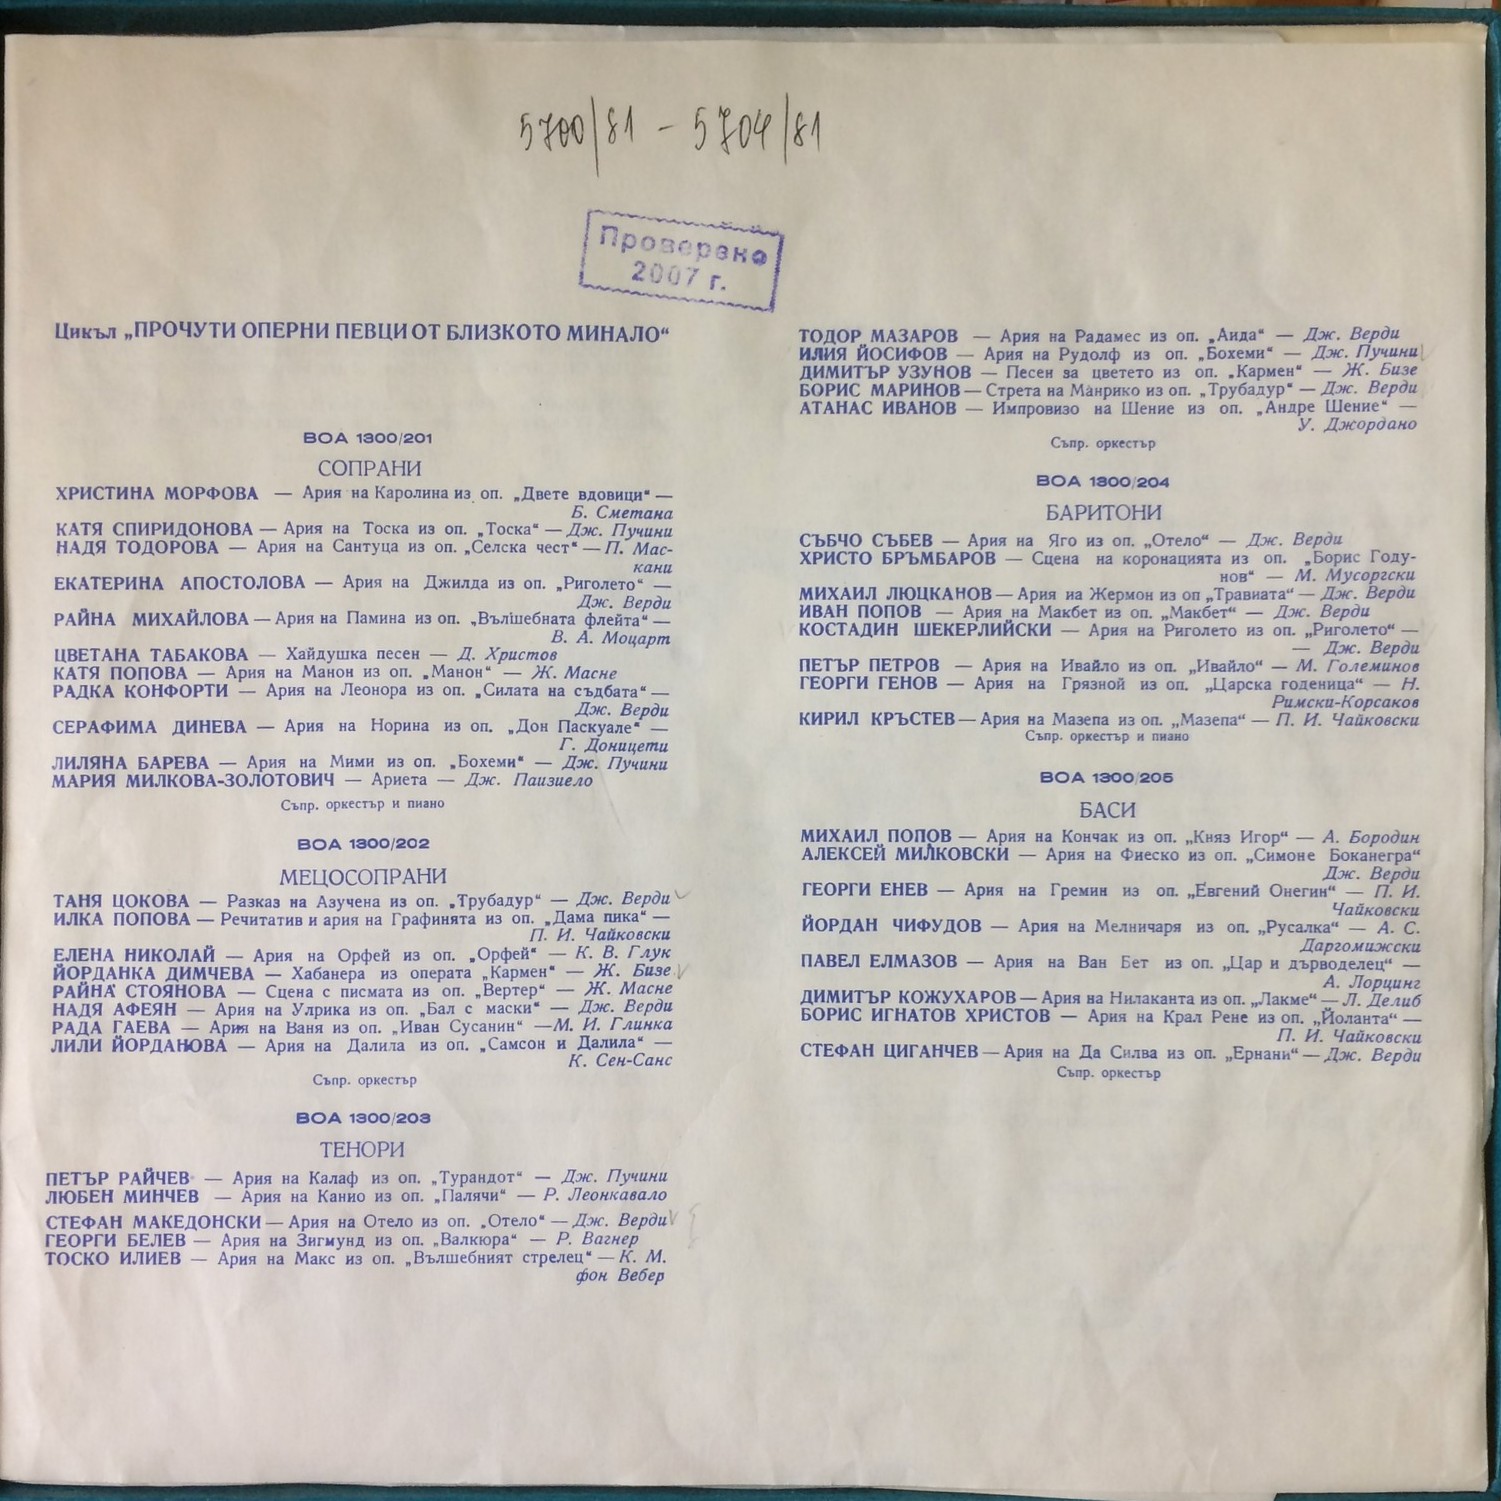 5700/81 - 5704/81
Проверено
2007 г.
Цикъл „ПРОЧУТИ ОПЕРНИ ПЕВЦИ ОТ БЛИЗКОТО МИНАЛО“
ВОА 1300/201
СОПРАНИ
ХРИСТИНА МОРФОВА — Ария на Каролина из оп. „Двете вдовици“ —
Б. Сметана
КАТЯ СПИРИДОНОВА — Ария на Тоска из оп. „Тоска“ — Дж. Пучини
НАДЯ ТОДОРОВА — Ария на Сантуца из оп. „Селска чест“ — П. Мас-
кани
ЕКАТЕРИНА АПОСТОЛОВА — Ария на Джилда из оп. „Риголето“ —
Дж. Верди
РАЙНА МИХАЙЛОВА — Ария на Памина из оп. „Вълшебната флейта“ —
В. А. Моцарт
ЦВЕТАНА ТАБАКОВА — Хайдушка песен — Д. Христов
КАТЯ ПОПОВА — Ария на Манон из оп. „Манон“ — Ж. Масне
РАДКА КОНФОРТИ — Ария на Леонора из оп. „Силата на съдбата“ —
Дж. Верди
СЕРАФИМА ДИНЕВА — Ария на Норина из оп. „Дон Паскуале“ —
Г. Доницети
ЛИЛЯНА БАРЕВА — Ария на Мими из оп. „Бохеми“ — Дж. Пучини
МАРИЯ МИЛКОВА-ЗОЛОТОВИЧ — Ариета — Дж. Паизиело
Съпр. оркестър и пиано
ВОА 1300/202
МЕЦОСОПРАНИ
ТАНЯ ЦОКОВА — Разказ на Азучена из оп. „Трубадур“ — Дж. Верди
ИЛКА ПОПОВА — Речитатив и ария на Графинята из оп. „Дама пика“ —
П. И. Чайковски
ЕЛЕНА НИКОЛАЙ — Ария на Орфей из оп. „Орфей“ — К. В. Глук
ЙОРДАНКА ДИМЧЕВА — Хабанера из операта „Кармен“ — Ж. Бизе
РАЙНА СТОЯНОВА — Сцена с писмата из оп. „Вертер“ — Ж. Масне
НАДЯ АФЕЯН — Ария на Улрика из оп. „Бал с маски“ — Дж. Верди
РАДА ГАЕВА — Ария на Ваня из оп. „Иван Сусанин“ — М. И. Глинка
ЛИЛИ ЙОРДАНОВА — Ария на Далила из оп. „Самсон и Далила“ —
К. Сен-Санс
Съпр. оркестър
ВОА 1300/203
ТЕНОРИ
ПЕТЪР РАЙЧЕВ — Ария на Калаф из оп. „Турандот“ — Дж. Пучини
ЛЮБЕН МИНЧЕВ — Ария на Канио из оп. „Палячи“ — Р. Леонкавало
СТЕФАН МАКЕДОНСКИ — Ария на Отело из оп. „Отело“ — Дж. Верди
ГЕОРГИ БЕЛЕВ — Ария на Зигмунд из оп. „Валкюра“ — Р. Вагнер
ТОСКО ИЛИЕВ — Ария на Макс из оп. „Вълшебният стрелец“ — К. М.
фон Вебер
ТОДОР МАЗАРОВ — Ария на Радамес из оп. „Аида“ — Дж. Верди
ИЛИЯ ЙОСИФОВ — Ария на Рудолф из оп. „Бохеми“ — Дж. Пучини
ДИМИТЪР УЗУНОВ — Песен за цветето из оп. „Кармен“ — Ж. Бизе
БОРИС МАРИНОВ — Стрета на Манрико из оп. „Трубадур“ — Дж. Верди
АТАНАС ИВАНОВ — Импровизо на Шение из оп. „Андре Шение“ —
У. Джордано
Съпр. оркестър
ВОА 1300/204
БАРИТОНИ
СЪБЧО СЪБЕВ — Ария на Яго из оп. „Отело“ — Дж. Верди
ХРИСТО БРЪМБАРОВ — Сцена на коронацията из оп. „Борис Году-
нов“ — М. Мусоргски
МИХАИЛ ЛЮЦКАНОВ — Ария из Жермон из оп „Травиата“ — Дж. Верди
ИВАН ПОПОВ — Ария на Макбет из оп. „Макбет“ — Дж. Верди
КОСТАДИН ШЕКЕРЛИЙСКИ — Ария на Риголето из оп. „Риголето“ —
— Дж. Верди
ПЕТЪР ПЕТРОВ — Ария на Ивайло из оп. „Ивайло“ — М. Големинов
ГЕОРГИ ГЕНОВ — Ария на Грязной из оп. „Царска годеница“ — Н.
Римски-Корсаков
КИРИЛ КРЪСТЕВ — Ария на Мазепа из оп. „Мазепа“ — П. И. Чайковски
Съпр. оркестър и пиано
ВОА 1300/205
БАСИ
МИХАИЛ ПОПОВ — Ария на Кончак из оп. „Княз Игор“ — А. Бородин
АЛЕКСЕЙ МИЛКОВСКИ — Ария на Фиеско из оп. „Симоне Боканегра“
Дж. Верди
ГЕОРГИ ЕНЕВ — Ария на Гремин из оп. „Евгений Онегин“ — П. И.
Чайковски
ЙОРДАН ЧИФУДОВ — Ария на Мелничаря из оп. „Русалка“ — А. С.
Даргомижски
ПАВЕЛ ЕЛМАЗОВ — Ария на Ван Бет из оп. „Цар и дърводелец“ —
А. Лорцинг
ДИМИТЪР КОЖУХАРОВ — Ария на Нилаканта из оп. „Лакме“ — Л. Делиб
БОРИС ИГНАТОВ ХРИСТОВ — Ария на Крал Рене из оп. „Йоланта“ —
П. И. Чайковски
СТЕФАН ЦИГАНЧЕВ — Ария на Да Силва из оп. „Ернани“ — Дж. Верди
Съпр. оркестър